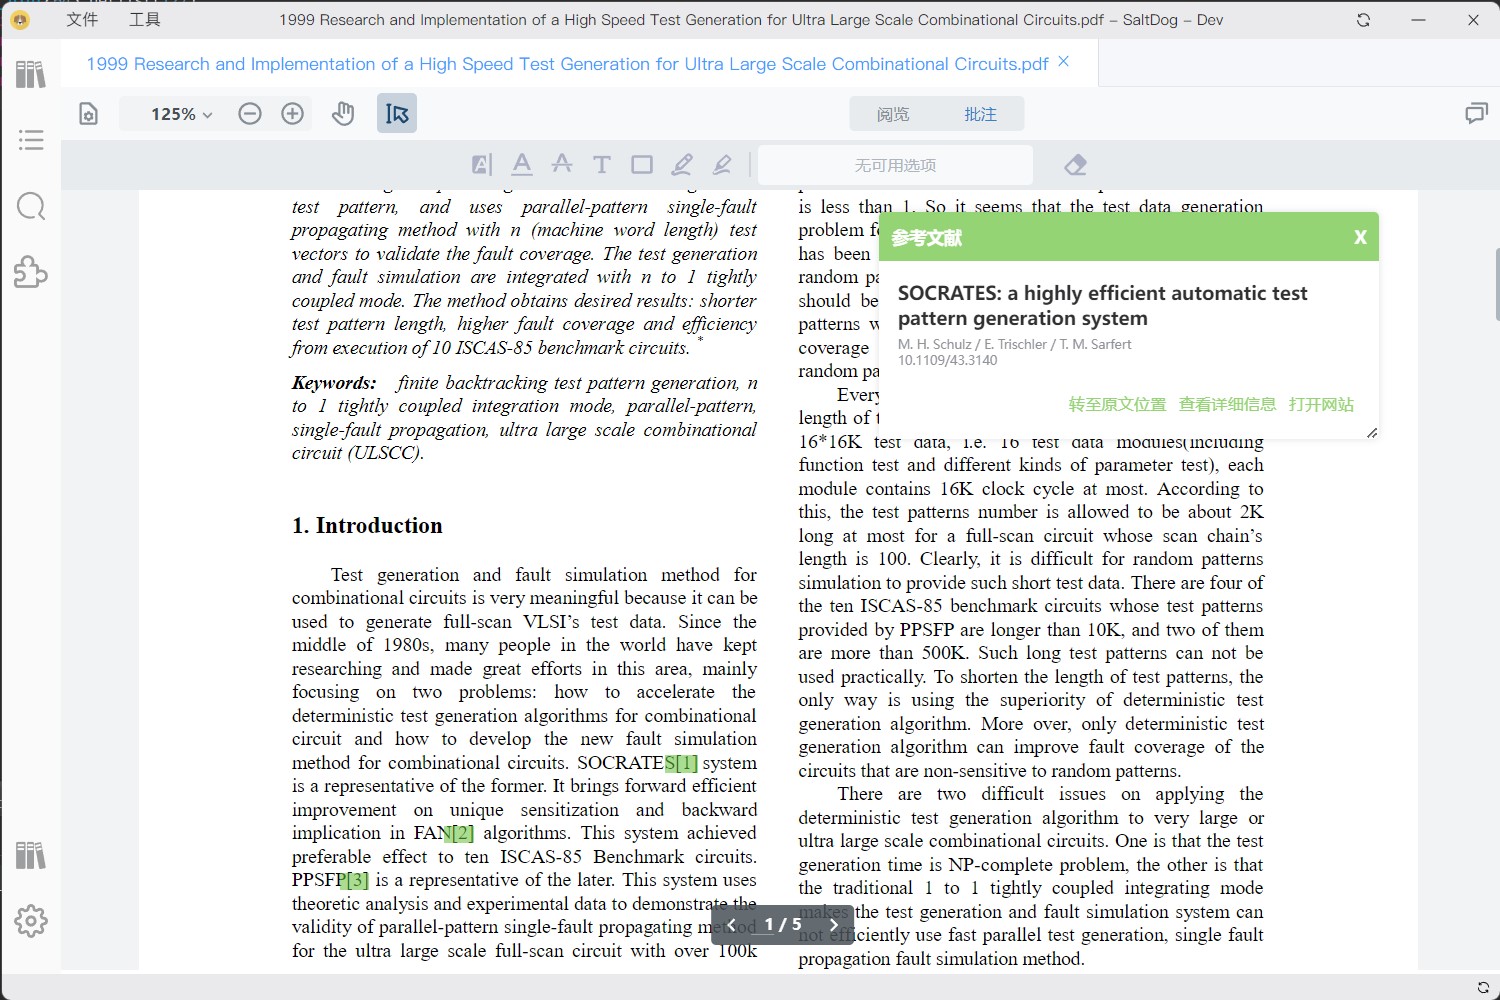 文件 工具 1999 Research and Implementation of a High Speed Test Generation for Ultra Large Scale Combinational Circuits.pdf – SaltDog – Dev
1999 Research and Implementation of a High Speed Test Generation for Ultra Large Scale Combinational Circuits.pdf
125% 阅览 批注
无可用选项
test pattern, and uses parallel-pattern single-fault
propagating method with n (machine word length) test
vectors to validate the fault coverage. The test generation
and fault simulation are integrated with n to 1 tightly
coupled mode. The method obtains desired results: shorter
test pattern length, higher fault coverage and efficiency
from execution of 10 ISCAS-85 benchmark circuits. *
Keywords: finite backtracking test pattern generation, n
to 1 tightly coupled integration mode, parallel-pattern,
single-fault propagation, ultra large scale combinational
circuit (ULSCC).
1. Introduction
Test generation and fault simulation method for
combinational circuits is very meaningful because it can be
used to generate full-scan VLSI’s test data. Since the
middle of 1980s, many people in the world have kept
researching and made great efforts in this area, mainly
focusing on two problems: how to accelerate the
deterministic test generation algorithms for combinational
circuit and how to develop the new fault simulation
method for combinational circuits. SOCRATES[1] system
is a representative of the former. It brings forward efficient
improvement on unique sensitization and backward
implication in FAN[2] algorithms. This system achieved
preferable effect to ten ISCAS-85 Benchmark circuits.
PPSFP[3] is a representative of the later. This system uses
theoretic analysis and experimental data to demonstrate the
validity of parallel-pattern single-fault propagating method
for the ultra large scale full-scan circuit with over 100k
is less than 1. So it seems that the test data generation
problem
has been
random
should be
patterns
coverage
random
Every
length of
16*16K test data, i.e. 16 test data modules(including
function test and different kinds of parameter test), each
module contains 16K clock cycle at most. According to
this, the test patterns number is allowed to be about 2K
long at most for a full-scan circuit whose scan chain’s
length is 100. Clearly, it is difficult for random patterns
simulation to provide such short test data. There are four of
the ten ISCAS-85 benchmark circuits whose test patterns
provided by PPSFP are longer than 10K, and two of them
are more than 500K. Such long test patterns can not be
used practically. To shorten the length of test patterns, the
only way is using the superiority of deterministic test
generation algorithm. More over, only deterministic test
generation algorithm can improve fault coverage of the
circuits that are non-sensitive to random patterns.
There are two difficult issues on applying the
deterministic test generation algorithm to very large or
ultra large scale combinational circuits. One is that the test
generation time is NP-complete problem, the other is that
the traditional 1 to 1 tightly coupled integrating mode
makes the test generation and fault simulation system can
not efficiently use fast parallel test generation, single fault
propagation fault simulation method.
参考文献 X
SOCRATES: a highly efficient automatic test
pattern generation system
M. H. Schulz / E. Trischler / T. M. Sarfert
10.1109/43.3140
转至原文位置 查看详细信息 打开网站
1 / 5